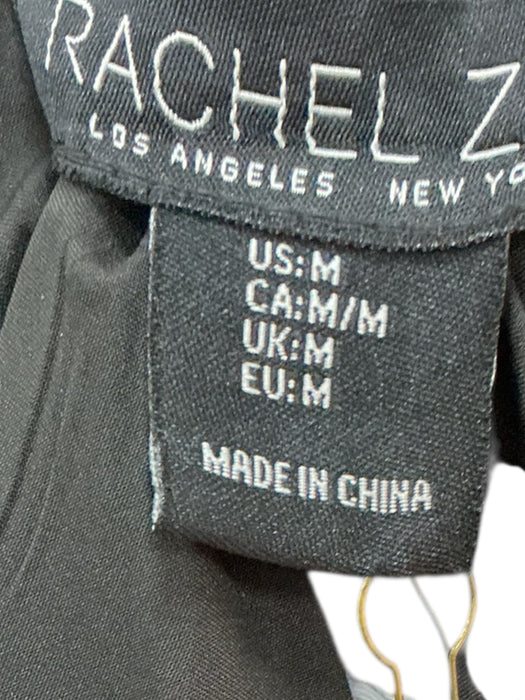 RACHEL Z
LOS ANGELES NEW YO
US:M
CA:M/M
UK:M
EU:M
MADE IN CHINA